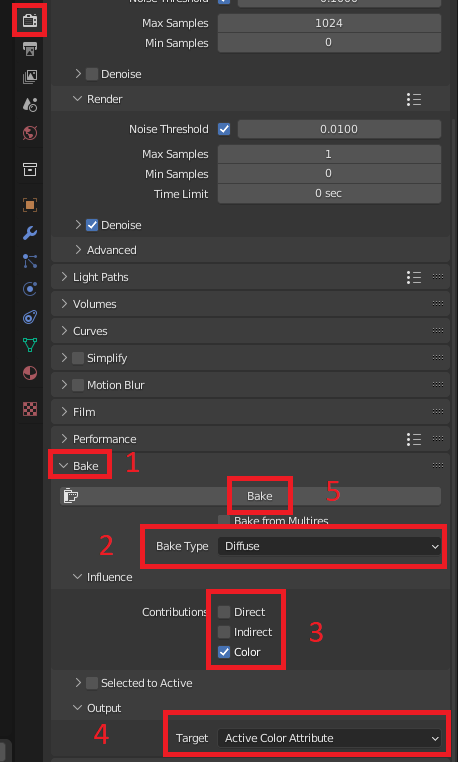 Noise Threshold 0.1000
Max Samples 1024
Min Samples 0
Denoise
Render
Noise Threshold 0.0100
Max Samples 1
Min Samples 0
Time Limit 0 sec
Denoise
Advanced
Light Paths
Volumes
Curves
Simplify
Motion Blur
Film
Performance
Bake 1
Bake 5
Bake from Multires
2 Bake Type Diffuse
Influence
Contributions Direct
Indirect 3
Color
Selected to Active
Output
4 Target Active Color Attribute